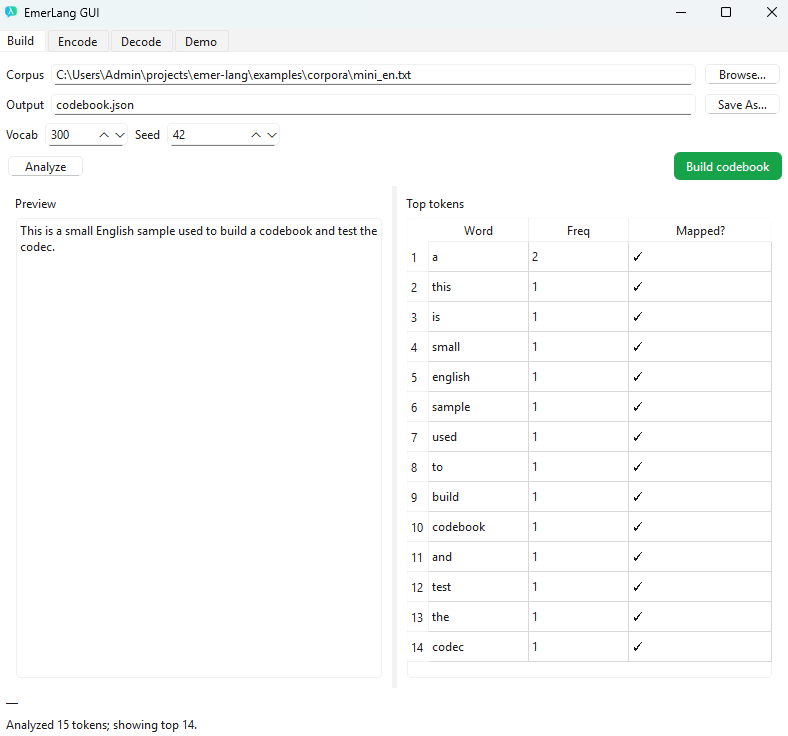 EmerLang GUI
Build Encode Decode Demo
Corpus C:\Users\Admin\projects\emer-lang\examples\corpora\mini_en.txt Browse...
Output codebook.json Save As...
Vocab 300 Seed 42
Analyze Build codebook
Preview
This is a small English sample used to build a codebook and test the
codec.
Top tokens
Word Freq Mapped?
1 a 2 ✓
2 this 1 ✓
3 is 1 ✓
4 small 1 ✓
5 english 1 ✓
6 sample 1 ✓
7 used 1 ✓
8 to 1 ✓
9 build 1 ✓
10 codebook 1 ✓
11 and 1 ✓
12 test 1 ✓
13 the 1 ✓
14 codec 1 ✓
—
Analyzed 15 tokens; showing top 14.